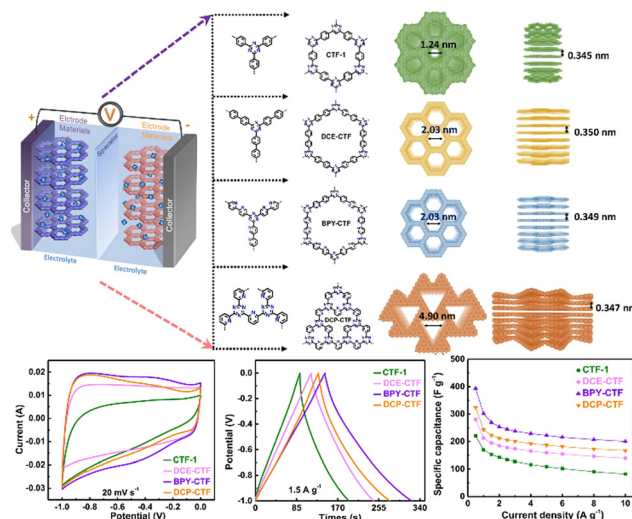 +
V
-
Elctrode
Materials
Separator
Elctrode
Materials
Collector
Collector
Electrolyte
Electrolyte
CTF-1
1.24 nm
0.345 nm
DCE-CTF
2.03 nm
0.350 nm
BPY-CTF
2.03 nm
0.349 nm
DCP-CTF
4.90 nm
0.347 nm
Current (A)
0.02
0.01
0.00
-0.01
-0.02
-0.03
CTF-1
DCE-CTF
BPY-CTF
DCP-CTF
20 mV s-1
-1.0 -0.8 -0.6 -0.4 -0.2 0.0
Potential (V)
Potential (V)
0.0
-0.2
-0.4
-0.6
-0.8
-1.0
CTF-1
DCE-CTF
BPY-CTF
DCP-CTF
1.5 A g-1
0 85 170 255 340
Times (s)
Specific capacitance (F g-1)
500
400
300
200
100
0
CTF-1
DCE-CTF
BPY-CTF
DCP-CTF
0 2 4 6 8 10
Current density (A g-1)